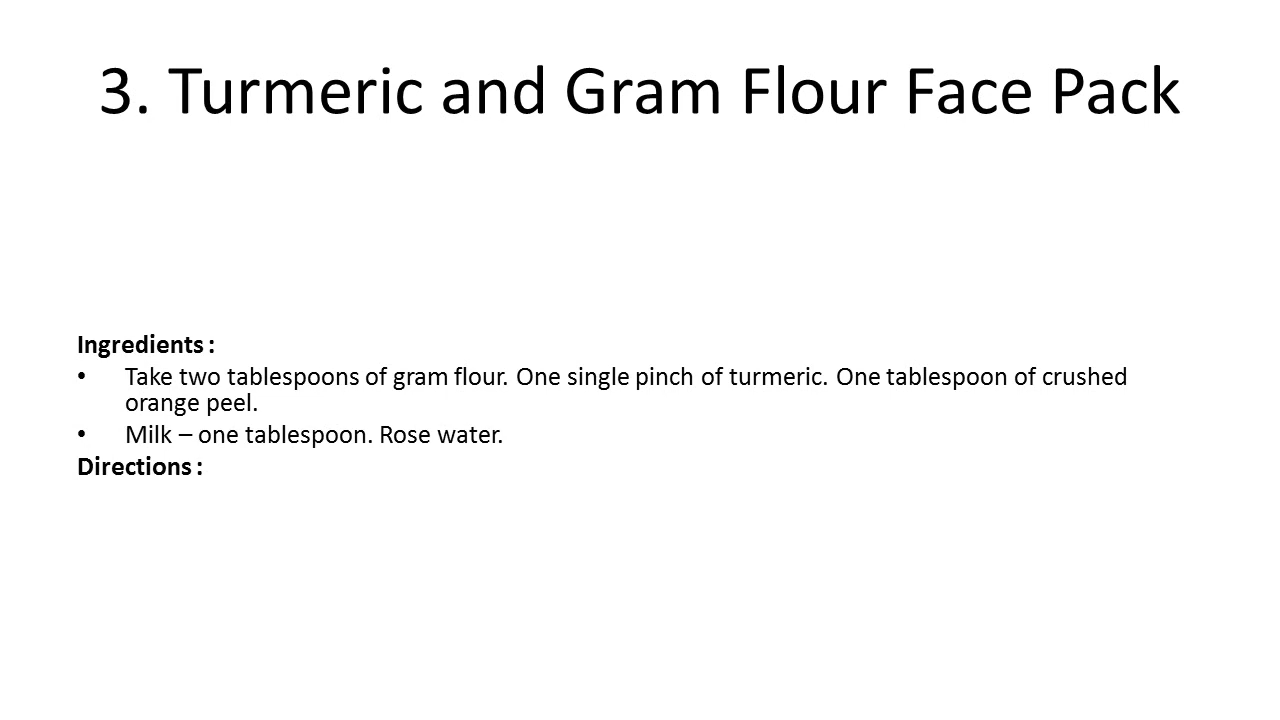 3. Turmeric and Gram Flour Face Pack
Ingredients :
• Take two tablespoons of gram flour. One single pinch of turmeric. One tablespoon of crushed
orange peel.
• Milk – one tablespoon. Rose water.
Directions :